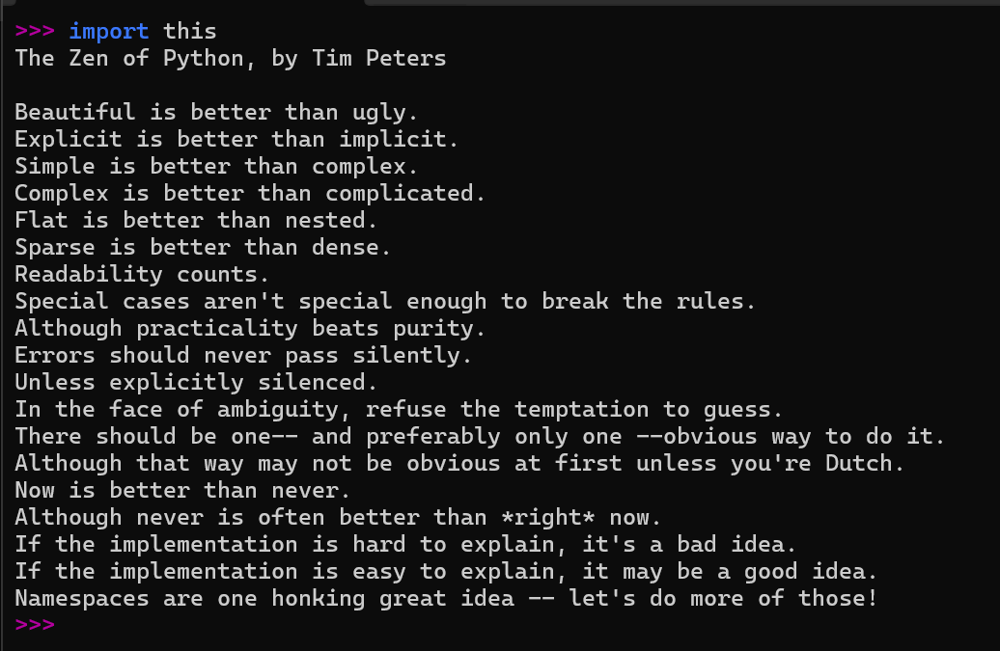 >>> import this
The Zen of Python, by Tim Peters

Beautiful is better than ugly.
Explicit is better than implicit.
Simple is better than complex.
Complex is better than complicated.
Flat is better than nested.
Sparse is better than dense.
Readability counts.
Special cases aren't special enough to break the rules.
Although practicality beats purity.
Errors should never pass silently.
Unless explicitly silenced.
In the face of ambiguity, refuse the temptation to guess.
There should be one-- and preferably only one --obvious way to do it.
Although that way may not be obvious at first unless you're Dutch.
Now is better than never.
Although never is often better than *right* now.
If the implementation is hard to explain, it's a bad idea.
If the implementation is easy to explain, it may be a good idea.
Namespaces are one honking great idea -- let's do more of those!
>>>